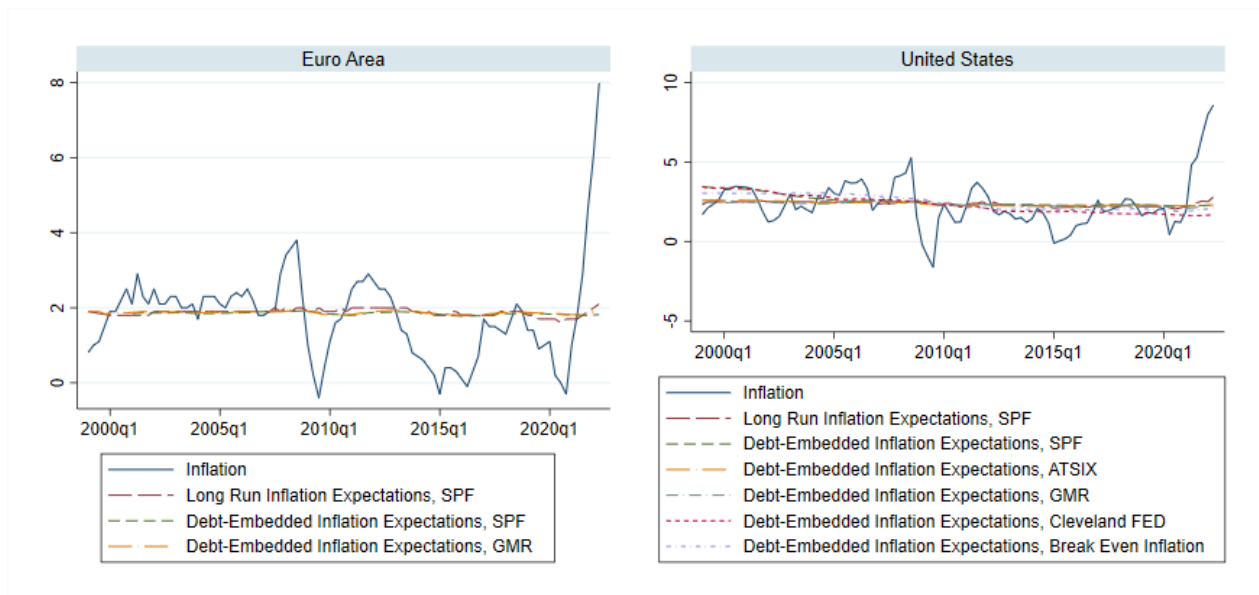 Euro Area
8
6
4
2
0
2000q1 2005q1 2010q1 2015q1 2020q1
Inflation
Long Run Inflation Expectations, SPF
Debt-Embedded Inflation Expectations, SPF
Debt-Embedded Inflation Expectations, GMR
United States
10
5
0
-5
2000q1 2005q1 2010q1 2015q1 2020q1
Inflation
Long Run Inflation Expectations, SPF
Debt-Embedded Inflation Expectations, SPF
Debt-Embedded Inflation Expectations, ATSIX
Debt-Embedded Inflation Expectations, GMR
Debt-Embedded Inflation Expectations, Cleveland FED
Debt-Embedded Inflation Expectations, Break Even Inflation